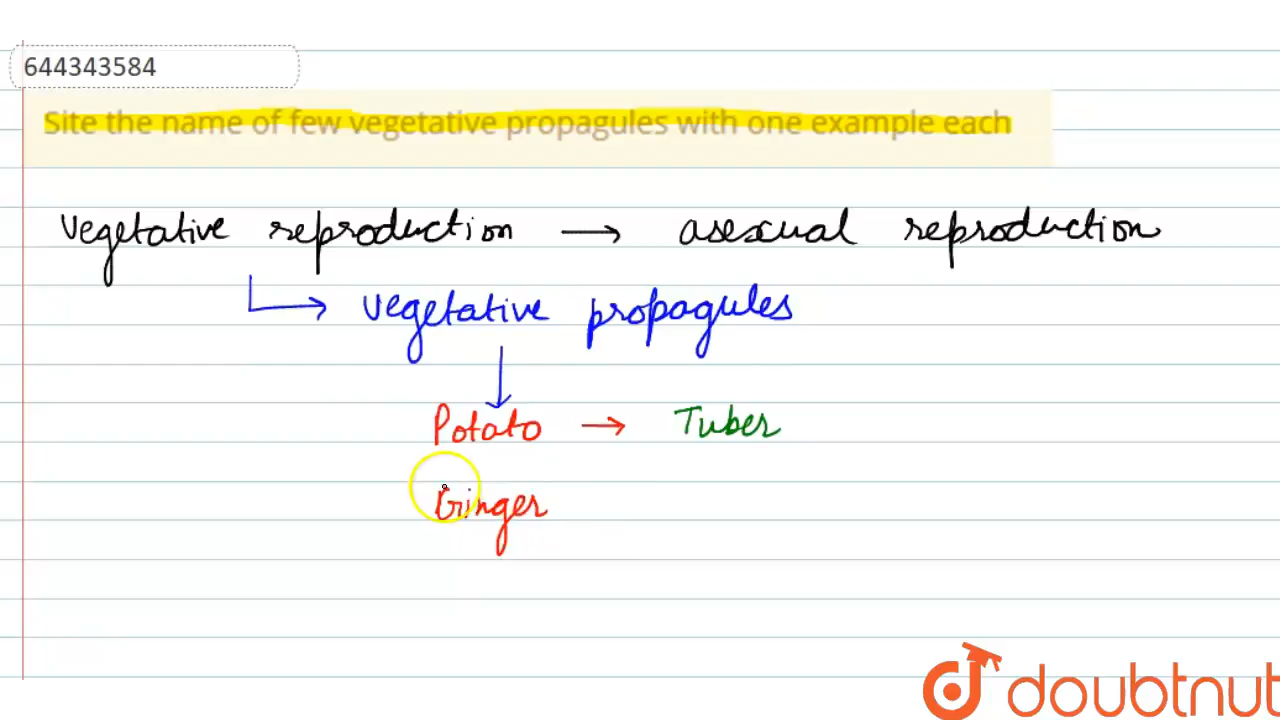 644343584
Site the name of few vegetative propagules with one example each
vegetative reproduction → asexual reproduction
vegetative propagules
Potato → Tuber
Ginger
doubtnut